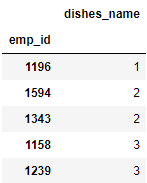 dishes_name
emp_id
1196 1
1594 2
1343 2
1158 3
1239 3